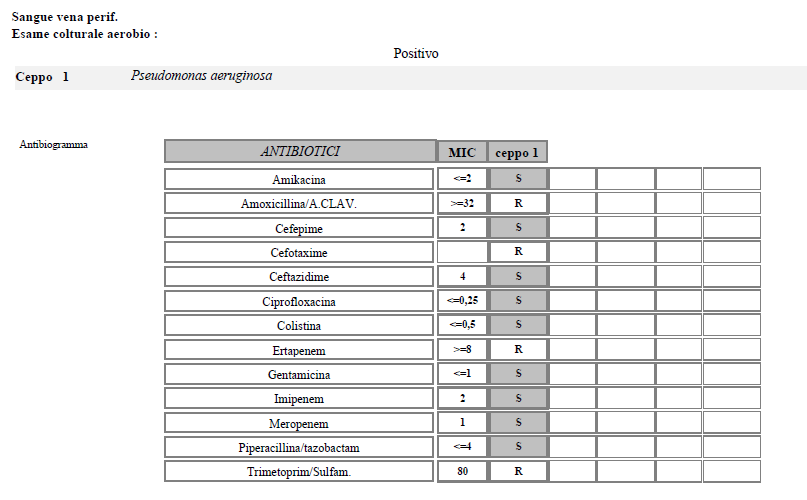 Sangue vena perif.
Esame colturale aerobio :
Positivo
Ceppo 1 Pseudomonas aeruginosa
Antibiogramma
ANTIBIOTICI MIC ceppo 1
Amikacina <=2 S
Amoxicillina/A.CLAV. >=32 R
Cefepime 2 S
Cefotaxime R
Ceftazidime 4 S
Ciprofloxacina <=0,25 S
Colistina <=0,5 S
Ertapenem >=8 R
Gentamicina <=1 S
Imipenem 2 S
Meropenem 1 S
Piperacillina/tazobactam <=4 S
Trimetoprim/Sulfam. 80 R